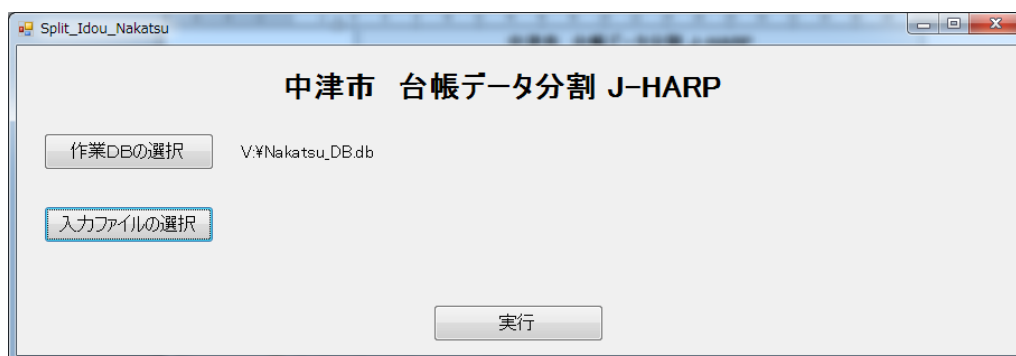 Split_Idou_Nakatsu
中津市 台帳データ分割 J-HARP
作業DBの選択 V:¥Nakatsu_DB.db
入力ファイルの選択
実行